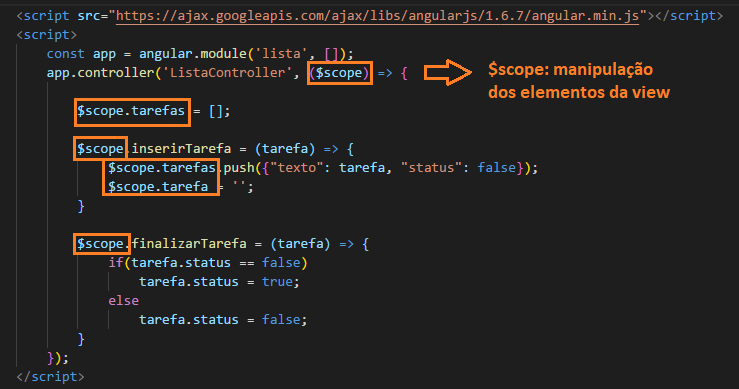 <script src="https://ajax.googleapis.com/ajax/libs/angularjs/1.6.7/angular.min.js"></script>
<script>
    const app = angular.module('lista', []);
    app.controller('ListaController', ($scope) => {
$scope: manipulação
dos elementos da view
        $scope.tarefas = [];
        $scope.inserirTarefa = (tarefa) => {
            $scope.tarefas.push({"texto": tarefa, "status": false});
            $scope.tarefa = '';
        }
        $scope.finalizarTarefa = (tarefa) => {
            if(tarefa.status == false)
                tarefa.status = true;
            else
                tarefa.status = false;
        }
    });
</script>